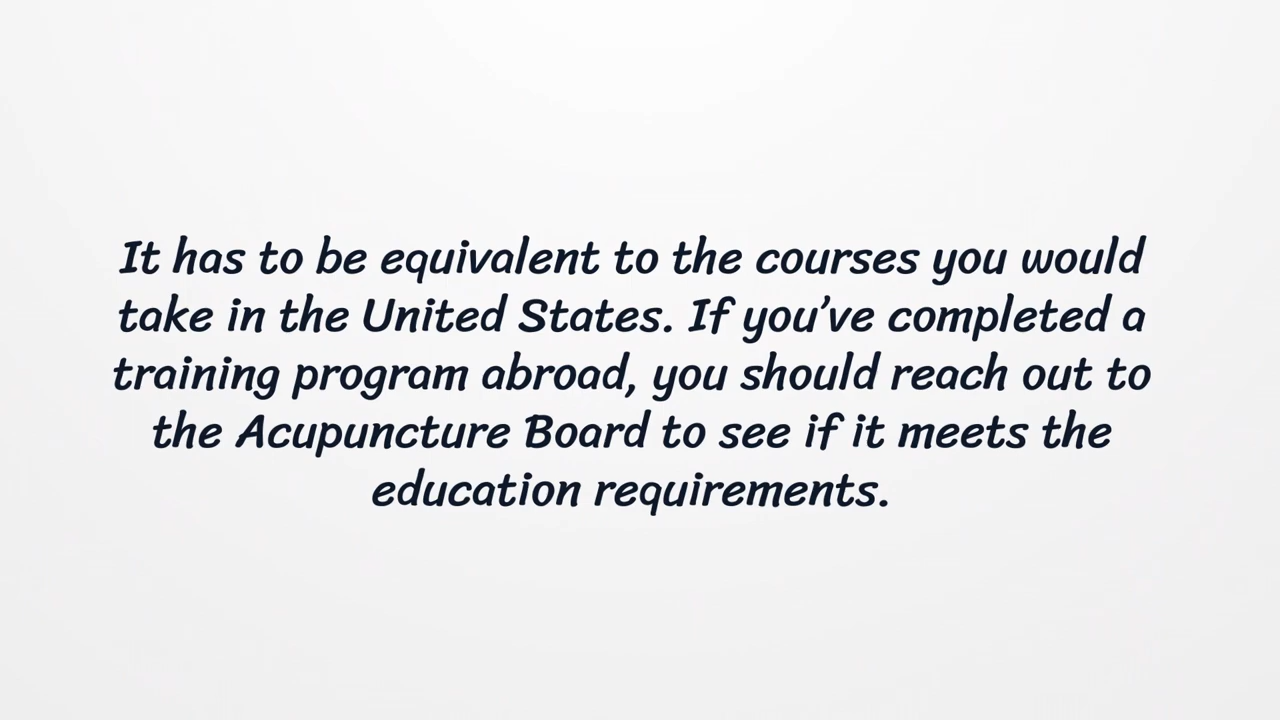 It has to be equivalent to the courses you would
take in the United States. If you’ve completed a
training program abroad, you should reach out to
the Acupuncture Board to see if it meets the
education requirements.